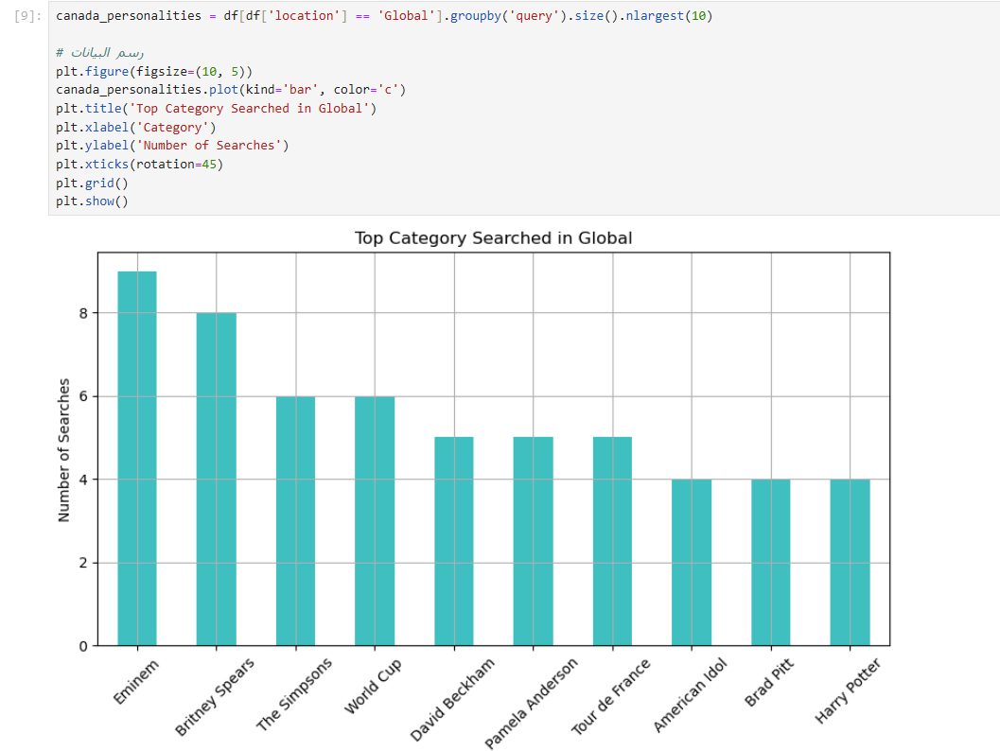 [9]: canada_personalities = df[df['location'] == 'Global'].groupby('query').size().nlargest(10)
# رسم البيانات
plt.figure(figsize=(10, 5))
canada_personalities.plot(kind='bar', color='c')
plt.title('Top Category Searched in Global')
plt.xlabel('Category')
plt.ylabel('Number of Searches')
plt.xticks(rotation=45)
plt.grid()
plt.show()
Top Category Searched in Global
Number of Searches
8
6
4
2
0
Eminem
Britney Spears
The Simpsons
World Cup
David Beckham
Pamela Anderson
Tour de France
American Idol
Brad Pitt
Harry Potter